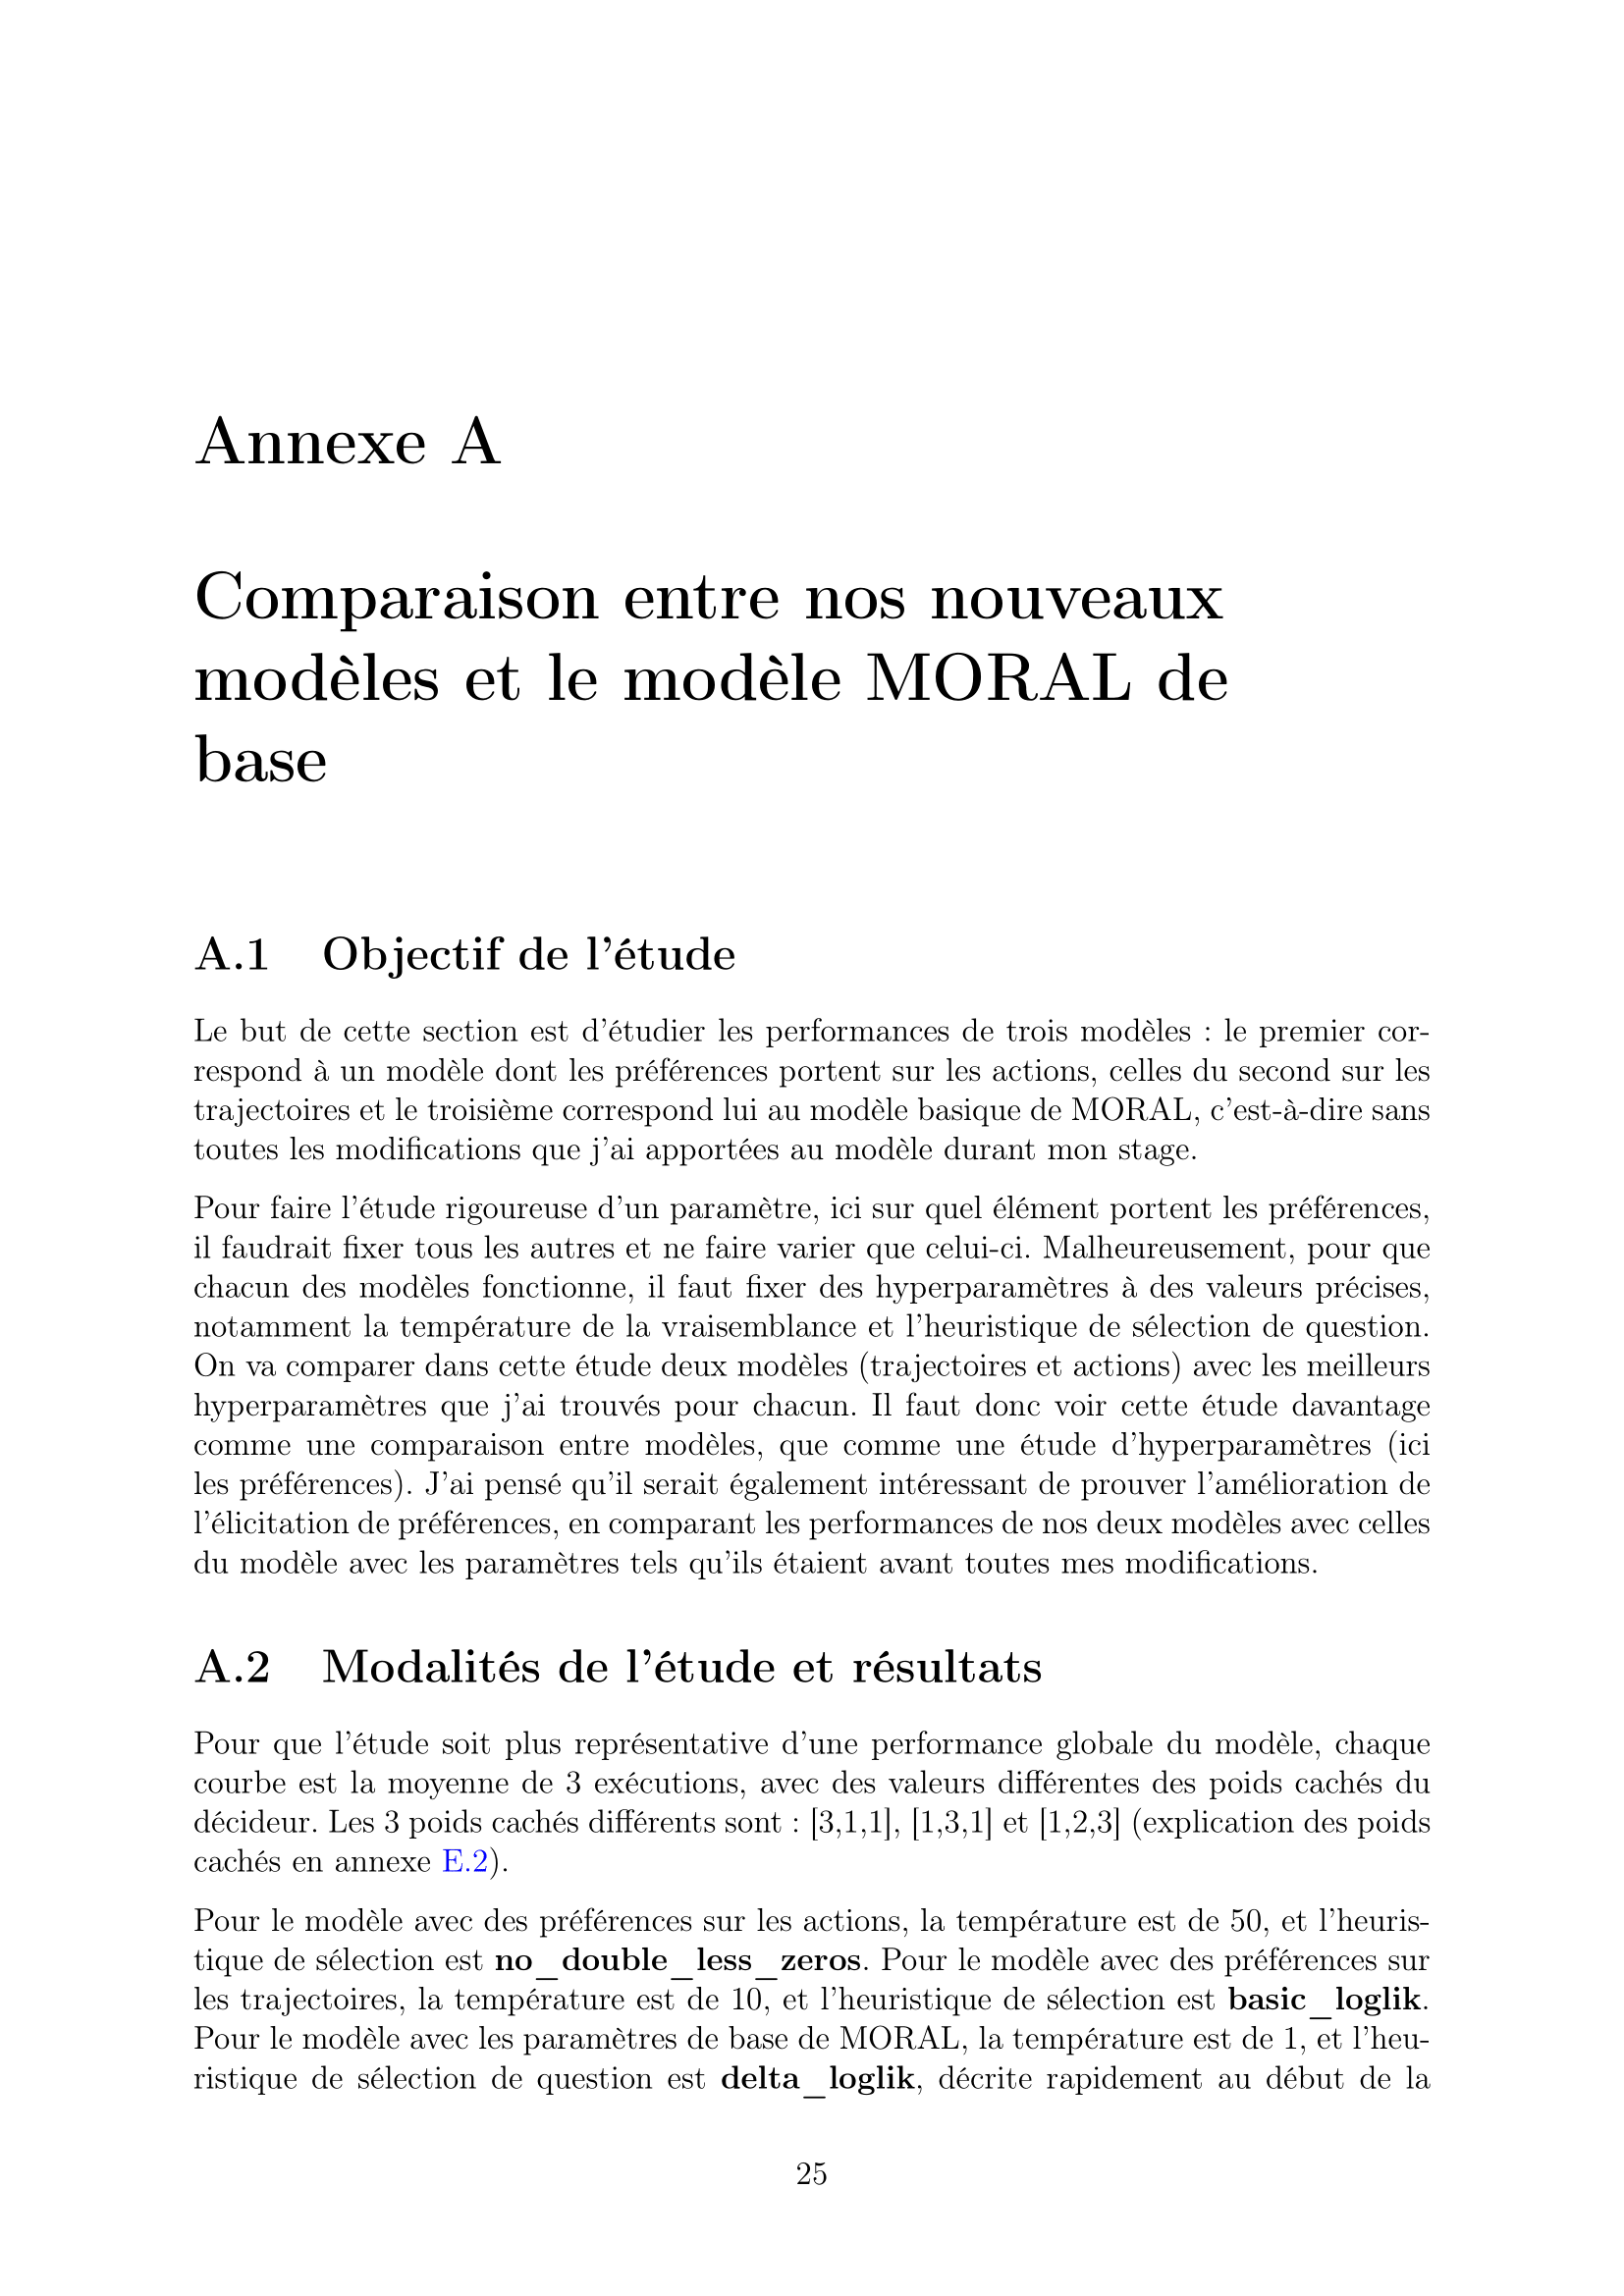 Annexe A
Comparaison entre nos nouveaux
modèles et le modèle MORAL de
base
A.1 Objectif de l'étude
Le but de cette section est d'étudier les performances de trois modèles : le premier cor-
respond à un modèle dont les préférences portent sur les actions, celles du second sur les
trajectoires et le troisième correspond lui au modèle basique de MORAL, c'est-à-dire sans
toutes les modifications que j'ai apportées au modèle durant mon stage.
Pour faire l'étude rigoureuse d'un paramètre, ici sur quel élément portent les préférences,
il faudrait fixer tous les autres et ne faire varier que celui-ci. Malheureusement, pour que
chacun des modèles fonctionne, il faut fixer des hyperparamètres à des valeurs précises,
notamment la température de la vraisemblance et l'heuristique de sélection de question.
On va comparer dans cette étude deux modèles (trajectoires et actions) avec les meilleurs
hyperparamètres que j'ai trouvés pour chacun. Il faut donc voir cette étude davantage
comme une comparaison entre modèles, que comme une étude d'hyperparamètres (ici
les préférences). J'ai pensé qu'il serait également intéressant de prouver l'amélioration de
l'élicitation de préférences, en comparant les performances de nos deux modèles avec celles
du modèle avec les paramètres tels qu'ils étaient avant toutes mes modifications.
A.2 Modalités de l'étude et résultats
Pour que l'étude soit plus représentative d'une performance globale du modèle, chaque
courbe est la moyenne de 3 exécutions, avec des valeurs différentes des poids cachés du
décideur. Les 3 poids cachés différents sont : [3,1,1], [1,3,1] et [1,2,3] (explication des poids
cachés en annexe E.2).
Pour le modèle avec des préférences sur les actions, la température est de 50, et l'heuris-
tique de sélection est no_double_less_zeros. Pour le modèle avec des préférences sur
les trajectoires, la température est de 10, et l'heuristique de sélection est basic_loglik.
Pour le modèle avec les paramètres de base de MORAL, la température est de 1, et l'heu-
ristique de sélection de question est delta_loglik, décrite rapidement au début de la
25